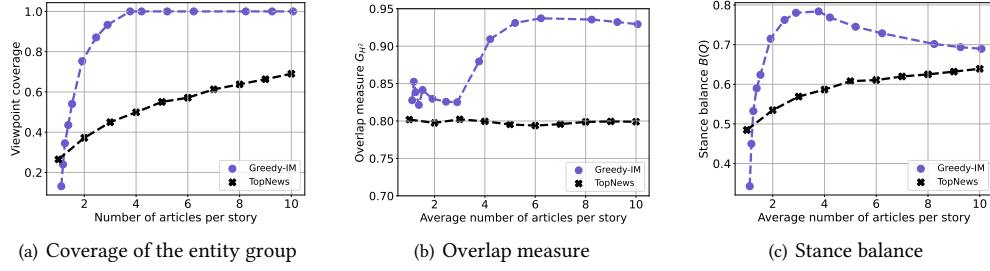 Viewpoint coverage
1.0
0.8
0.6
0.4
0.2
2 4 6 8 10
Number of articles per story
Greedy-IM
TopNews
(a) Coverage of the entity group
Overlap measure G_{H^2}
0.95
0.90
0.85
0.80
0.75
0.70
2 4 6 8 10
Average number of articles per story
Greedy-IM
TopNews
(b) Overlap measure
Stance balance B(Q)
0.8
0.7
0.6
0.5
0.4
2 4 6 8 10
Average number of articles per story
Greedy-IM
TopNews
(c) Stance balance